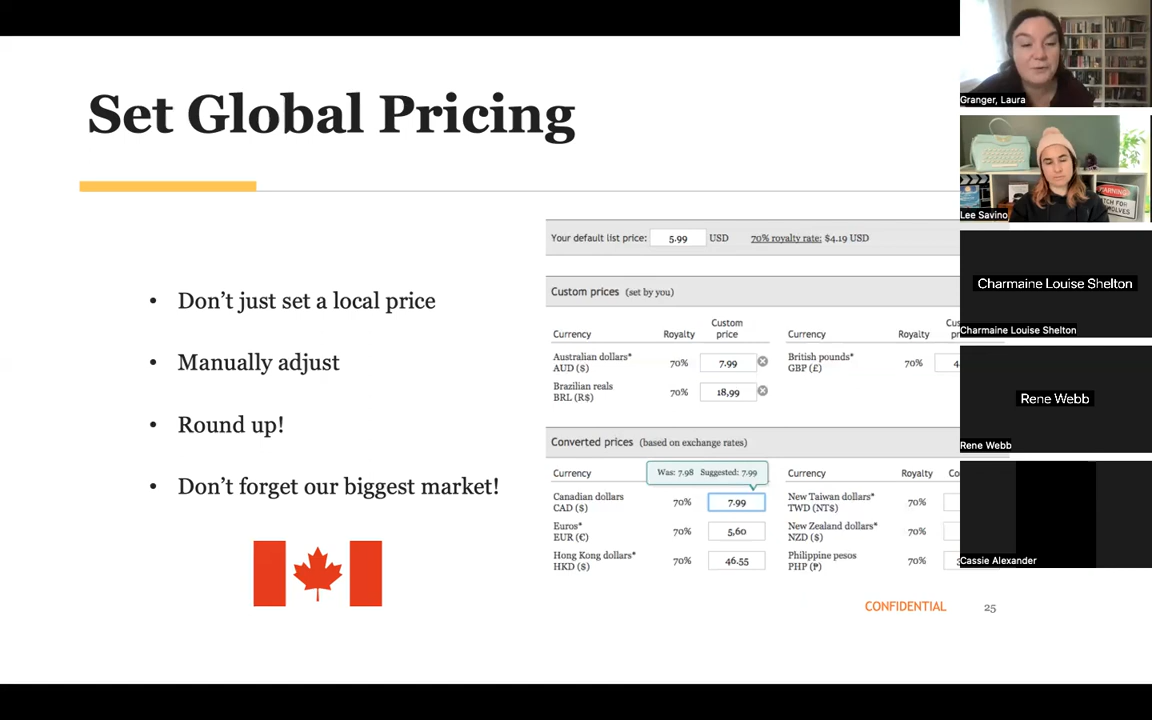 Set Global Pricing
• Don't just set a local price
• Manually adjust
• Round up!
• Don't forget our biggest market!
Your default list price: 5.99 USD 70% royalty rate: $4.19 USD
Custom prices (set by you)
Currency Royalty Custom price Currency Royalty
Australian dollars* AUD ($) 70% 7.99 British pounds* GBP (£) 70% 4
Brazilian reals BRL (R$) 70% 18,99
Converted prices (based on exchange rates)
Was: 7.98 Suggested: 7.99
Currency Royalty
Canadian dollars CAD ($) 70% 7.99 New Taiwan dollars* TWD (NT$) 70%
Euros* EUR (€) 70% 5,60 New Zealand dollars* NZD ($) 70%
Hong Kong dollars* HKD ($) 70% 46.55 Philippine pesos PHP (₱) 70%
CONFIDENTIAL 25
Granger, Laura
WARNING
Lee Savino
Charmaine Louise Shelton
Charmaine Louise Shelton
Rene Webb
Rene Webb
Cassie Alexander